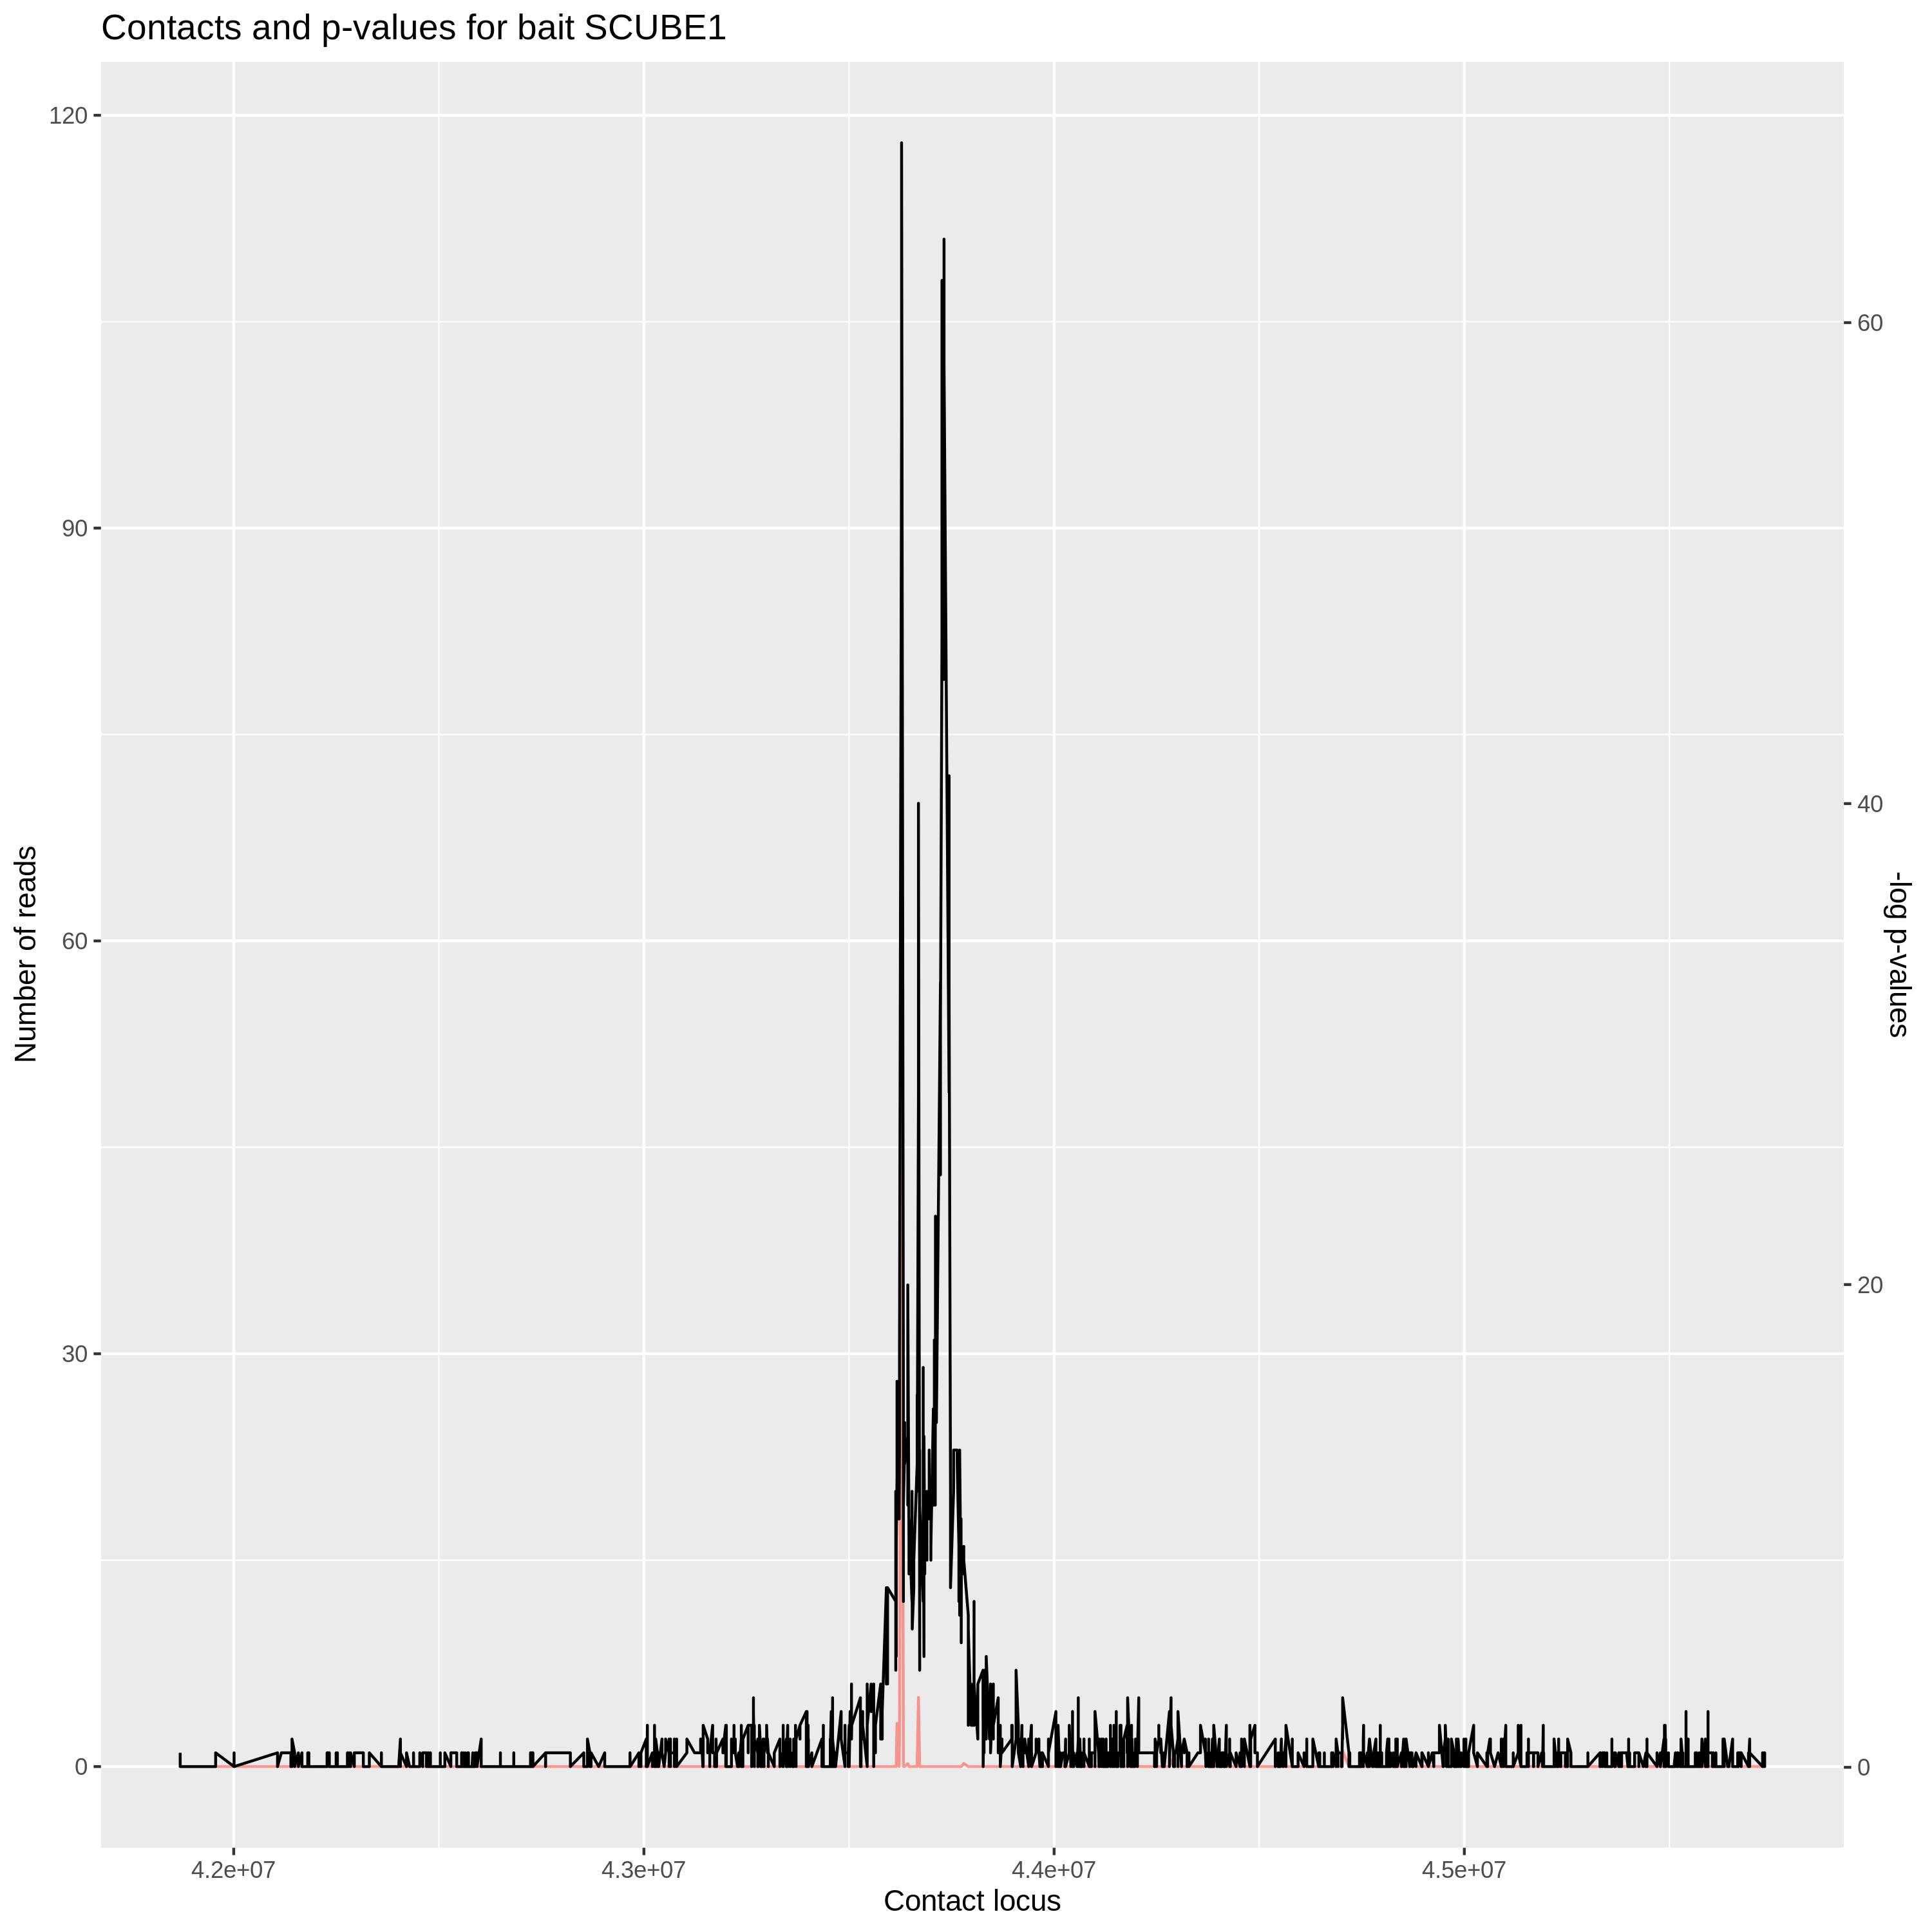 Contacts and p-values for bait SCUBE1
120
90
60
30
0
Number of reads
60
40
20
0
-log p-values
4.2e+07
4.3e+07
4.4e+07
4.5e+07
Contact locus